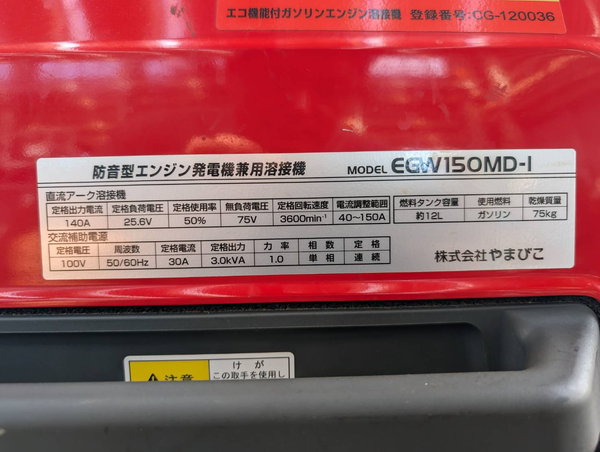 エコ機能付ガソリンエンジン溶接機 登録番号:CG-120036
防音型エンジン発電機兼用溶接機 MODEL EGW150MD-I
直流アーク溶接機
定格出力電流 定格負荷電圧 定格使用率 無負荷電圧 定格回転速度 電流調整範囲 燃料タンク容量 使用燃料 乾燥質量
140A 25.6V 50% 75V 3600min⁻¹ 40～150A 約12L ガソリン 75kg
交流補助電源
定格電圧 周波数 定格電流 定格出力 力率 相数 定格
100V 50/60Hz 30A 3.0kVA 1.0 単相 連続
株式会社やまびこ
注意
けが
この取手を使用し